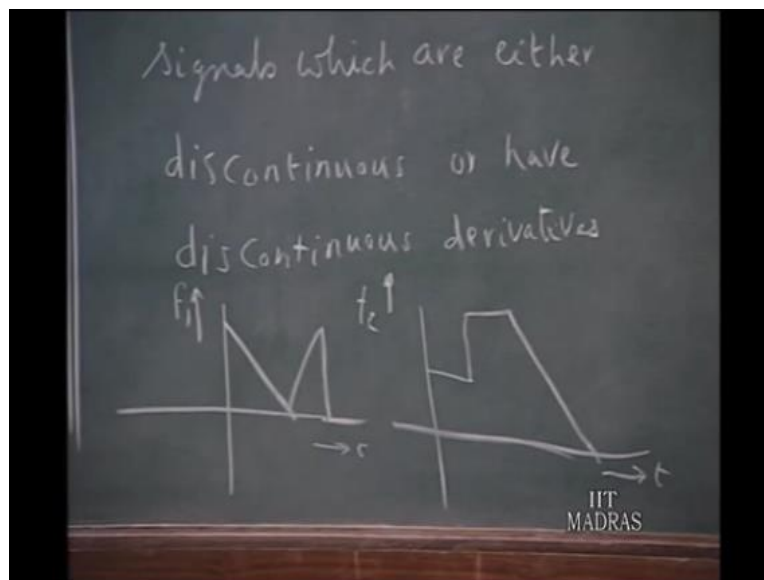 signals which are either
discontinuous or have
discontinuous derivatives
f₁ f₂
t t
IIT
MADRAS